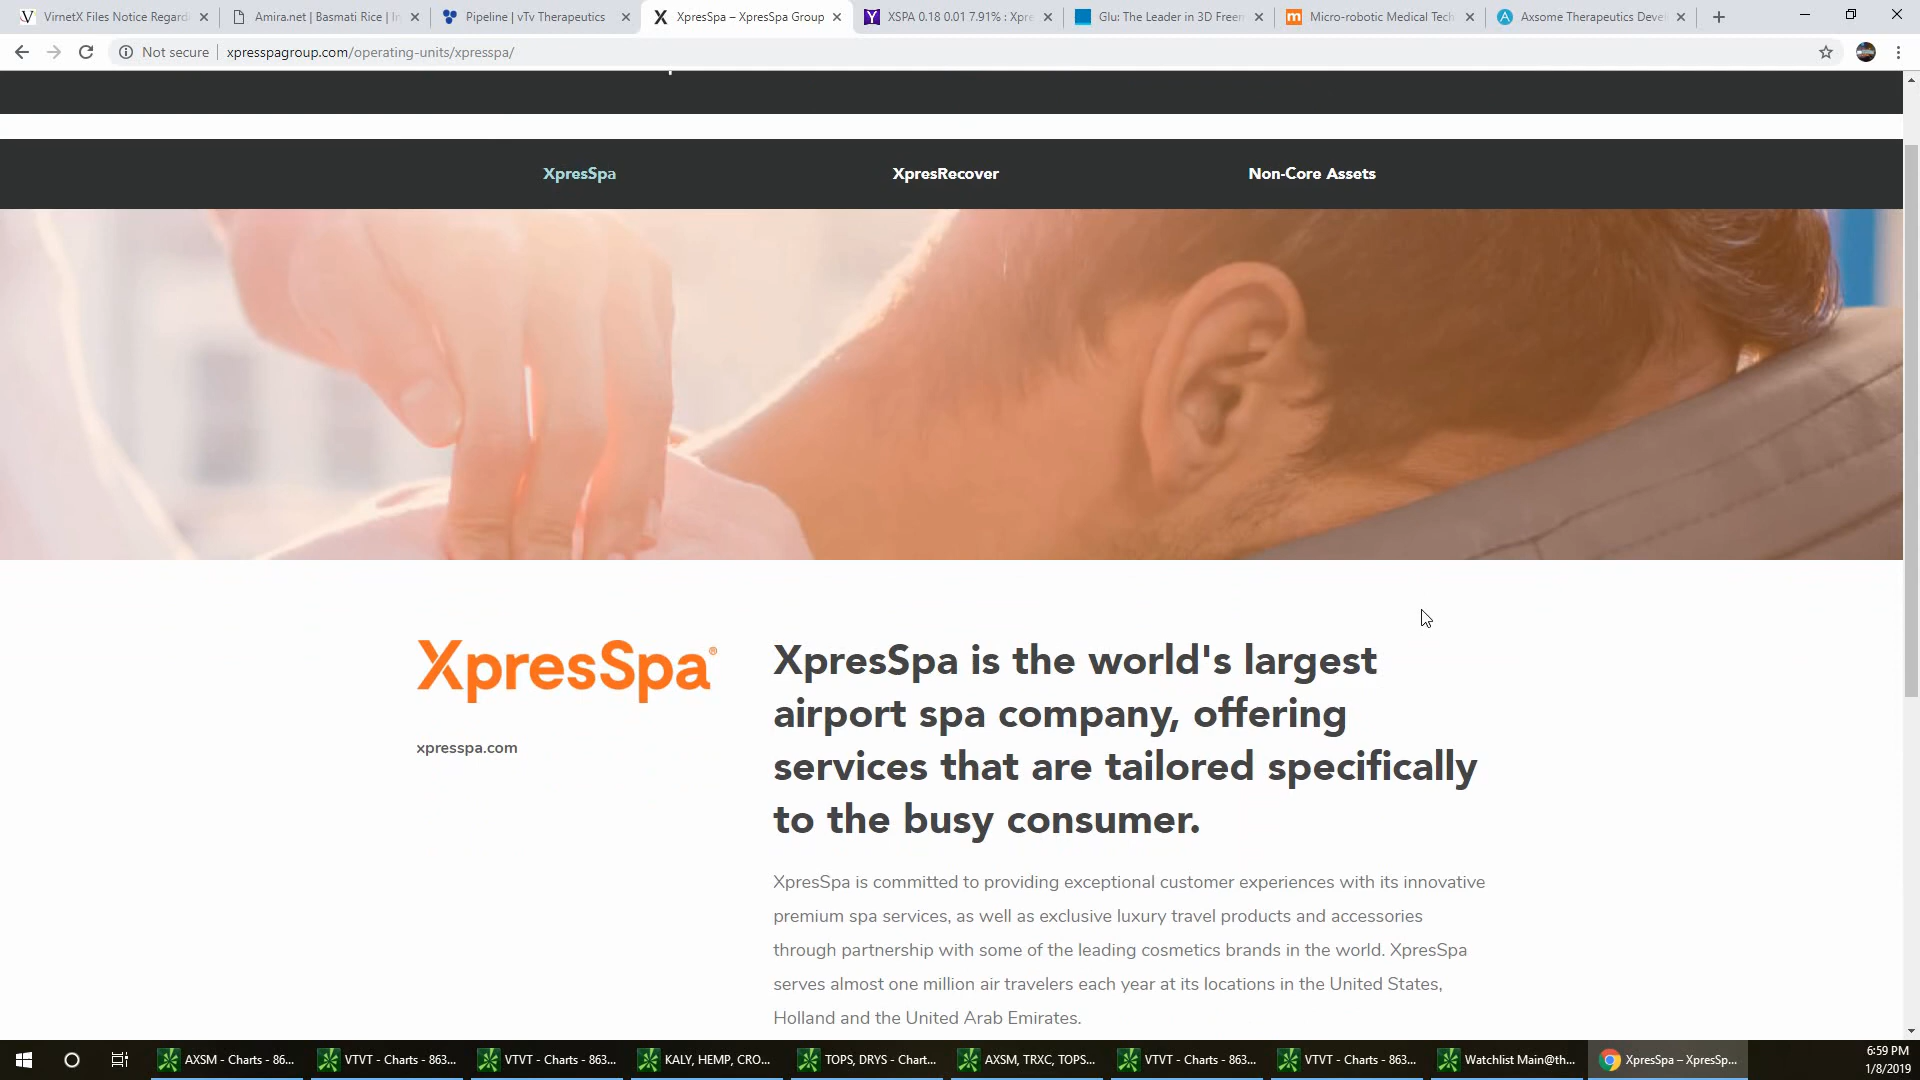 VirnetX Files Notice Regard
Amira.net | Basmati Rice | In
Pipeline | vTv Therapeutics
XpresSpa – XpresSpa Group
XSPA 0.18 0.01 7.91% : Xpre
Glu: The Leader in 3D Freem
Micro-robotic Medical Tech
Axsome Therapeutics Devel
Not secure
xpresspagroup.com/operating-units/xpresspa/
XpresSpa
XpresRecover
Non-Core Assets
XpresSpa®
xpresspa.com
XpresSpa is the world's largest
airport spa company, offering
services that are tailored specifically
to the busy consumer.
XpresSpa is committed to providing exceptional customer experiences with its innovative
premium spa services, as well as exclusive luxury travel products and accessories
through partnership with some of the leading cosmetics brands in the world. XpresSpa
serves almost one million air travelers each year at its locations in the United States,
Holland and the United Arab Emirates.
AXSM - Charts - 86...
VTVT - Charts - 863...
VTVT - Charts - 863...
KALY, HEMP, CRO...
TOPS, DRYS - Chart...
AXSM, TRXC, TOPS...
VTVT - Charts - 863...
VTVT - Charts - 863...
Watchlist Main@th...
XpresSpa – XpresSp...
6:59 PM
1/8/2019